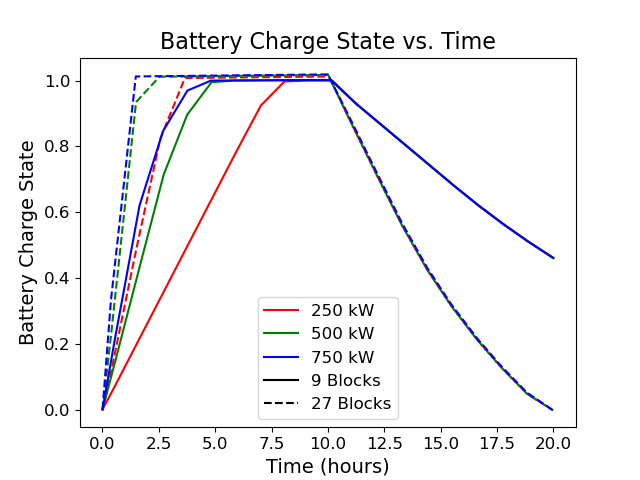 Battery Charge State vs. Time
Battery Charge State
1.0
0.8
0.6
0.4
0.2
0.0
250 kW
500 kW
750 kW
9 Blocks
27 Blocks
0.0 2.5 5.0 7.5 10.0 12.5 15.0 17.5 20.0
Time (hours)